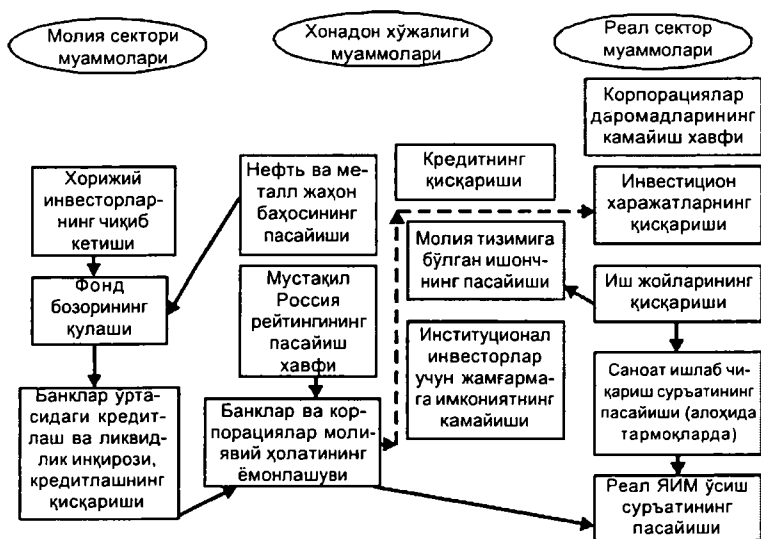 Молия сектори
муаммолари
Хонадон хўжалиги
муаммолари
Реал сектор
муаммолари
Корпорациялар
даромадларининг
камайиш хавфи
Хорижий
инвесторлар-
нинг чиқиб
кетиши
Нефть ва ме-
талл жаҳон
баҳосининг
пасайиши
Кредитнинг
қисқариши
Инвестицион
харажатларнинг
қисқариши
Молия тизимига
бўлган ишонч-
нинг пасайиши
Фонд
бозорининг
қулаши
Мустақил
Россия
рейтингининг
пасайиш
хавфи
Иш жойларининг
қисқариши
Институционал
инвесторлар
учун жамғарма-
га имкониятнинг
камайиши
Саноат ишлаб чи-
қариш суръатининг
пасайиши (алоҳида
тармоқларда)
Банклар ўрта-
сидаги кредит-
лаш ва ликвид-
лик инқирози,
кредитлашнинг
қисқариши
Банклар ва кор-
порациялар моли-
явий ҳолатининг
ёмонлашуви
Реал ЯИМ ўсиш
суръатининг
пасайиши